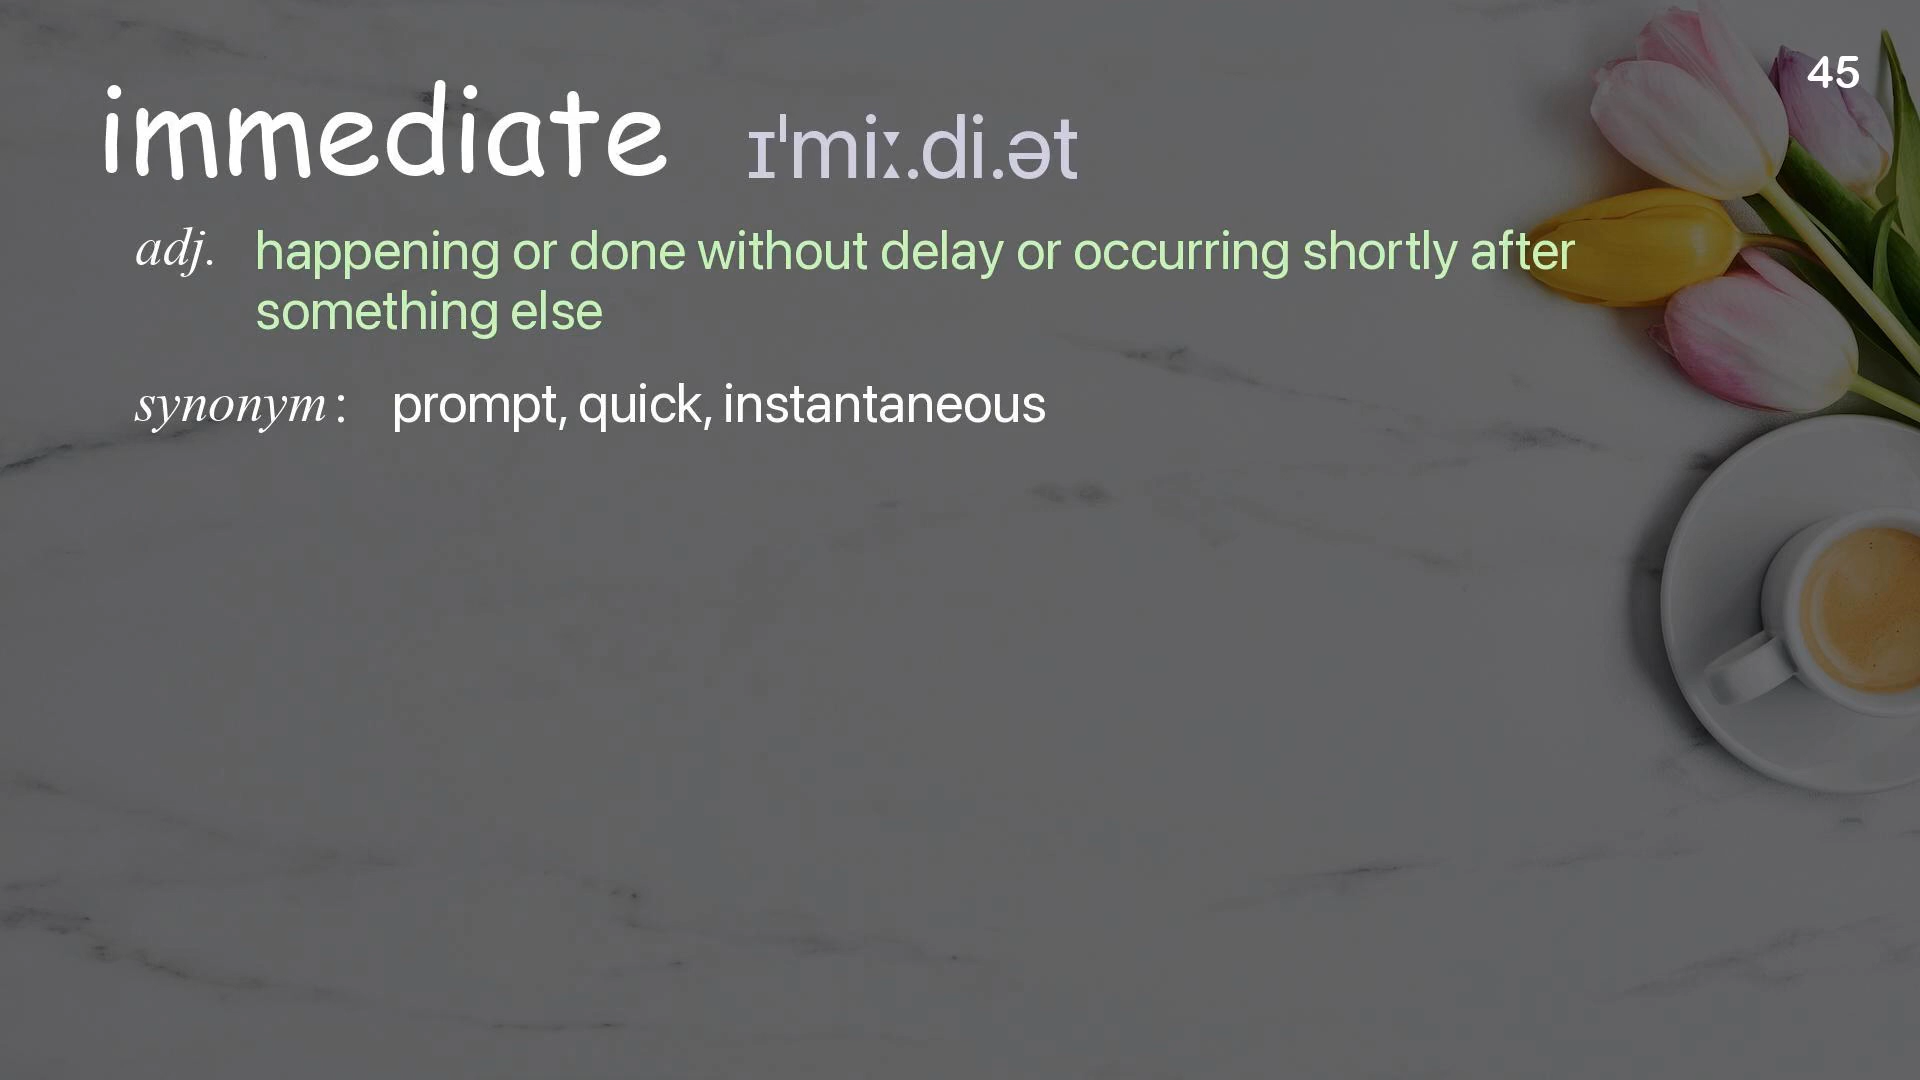 45
immediate ɪˈmiː.di.ət
adj. happening or done without delay or occurring shortly after
something else
synonym: prompt, quick, instantaneous